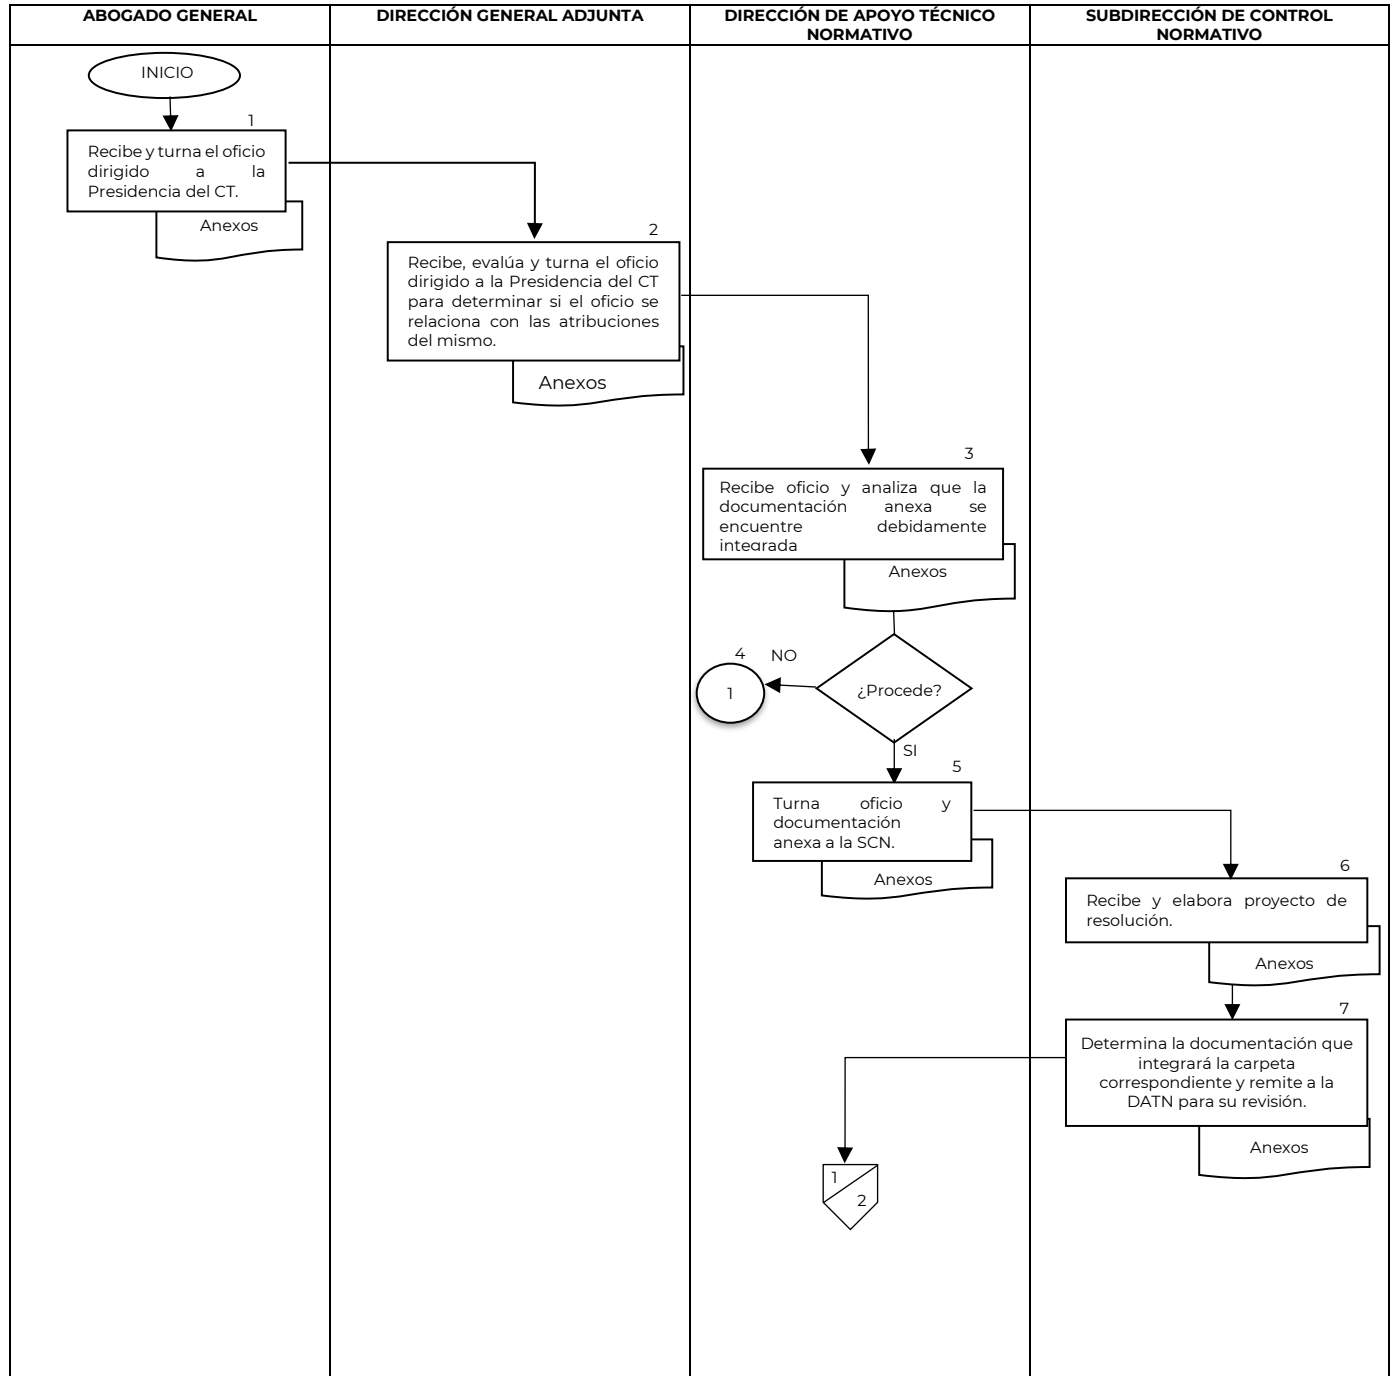 ABOGADO GENERAL
DIRECCIÓN GENERAL ADJUNTA
DIRECCIÓN DE APOYO TÉCNICO
NORMATIVO
SUBDIRECCIÓN DE CONTROL
NORMATIVO
INICIO
1
Recibe y turna el oficio
dirigido a la
Presidencia del CT.
Anexos
2
Recibe, evalúa y turna el oficio
dirigido a la Presidencia del CT
para determinar si el oficio se
relaciona con las atribuciones
del mismo.
Anexos
3
Recibe oficio y analiza que la
documentación anexa se
encuentre debidamente
integrada
Anexos
¿Procede?
NO
4
1
SI
5
Turna oficio y
documentación
anexa a la SCN.
Anexos
6
Recibe y elabora proyecto de
resolución.
Anexos
7
Determina la documentación que
integrará la carpeta
correspondiente y remite a la
DATN para su revisión.
Anexos
1
2